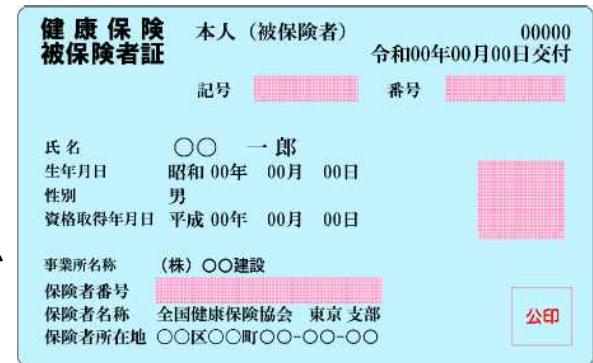 健康保険 本人(被保険者) 00000
被保険者証 令和00年00月00日交付
記号 番号
氏名 ○○ 一郎
生年月日 昭和 00年 00月 00日
性別 男
資格取得年月日 平成 00年 00月 00日
事業所名称 (株)○○建設
保険者番号
保険者名称 全国健康保険協会 東京支部
保険者所在地 ○○区○○町○○-○○-○○
公印